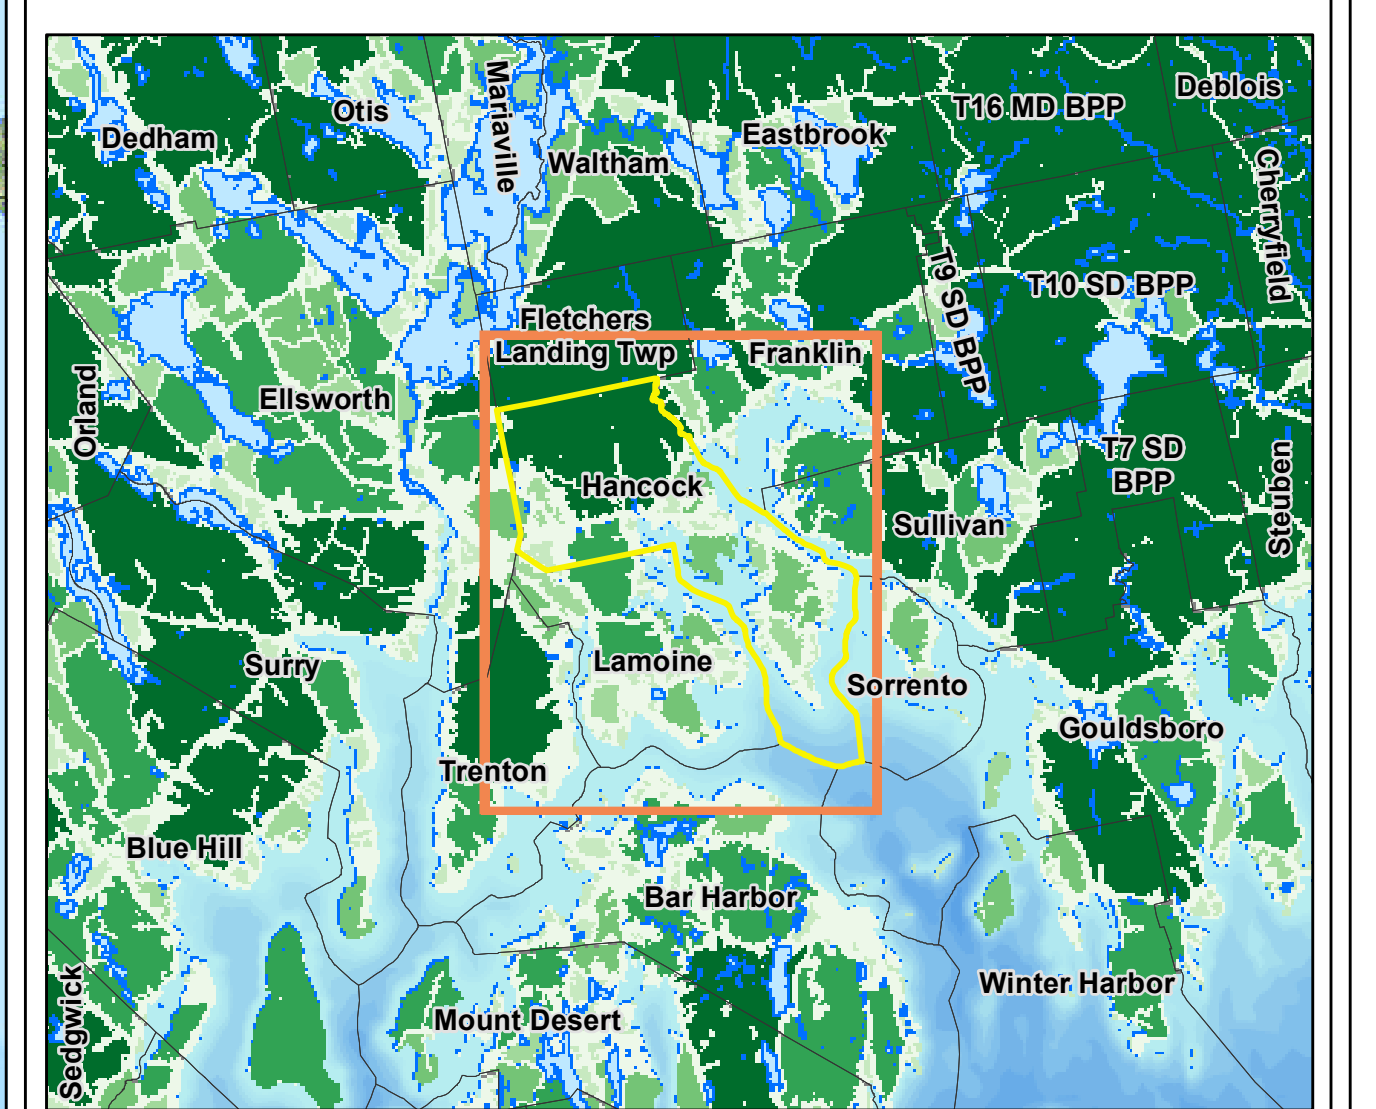 Deblois
T16 MD BPP
Otis
Mariaville
Dedham
Eastbrook
Waltham
Cherryfield
T9 SD BPP
T10 SD BPP
Fletchers
Landing Twp
Franklin
Orland
Ellsworth
T7 SD
BPP
Steuben
Hancock
Sullivan
Surry
Lamoine
Sorrento
Gouldsboro
Trenton
Blue Hill
Bar Harbor
Winter Harbor
Sedgwick
Mount Desert